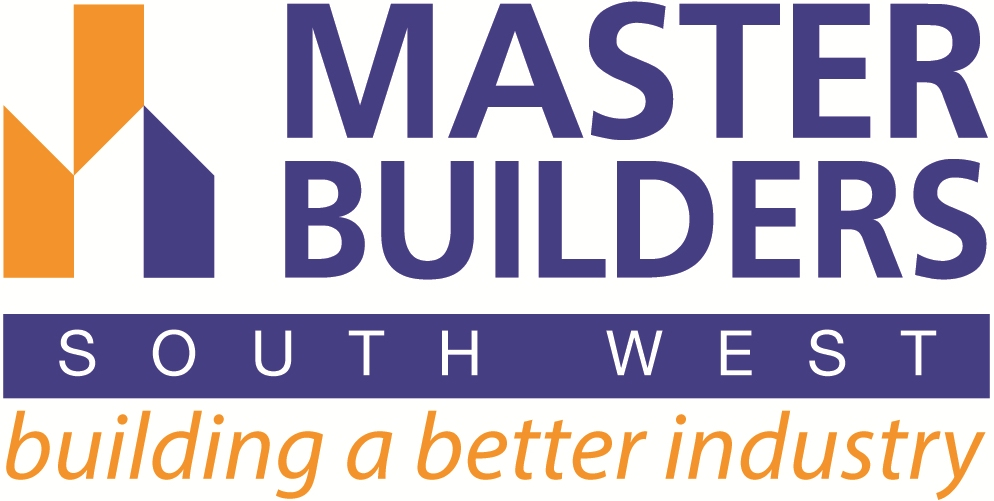 MASTER
BUILDERS
SOUTH WEST
building a better industry